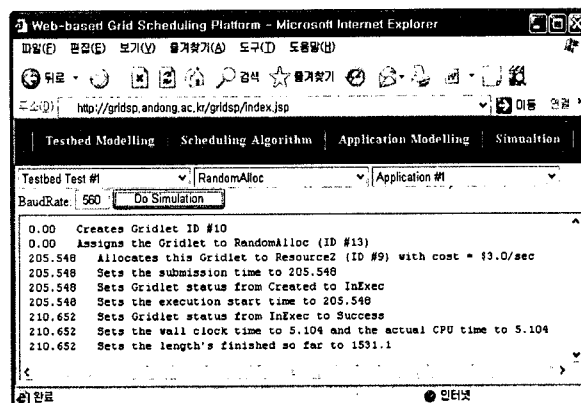 Web-based Grid Scheduling Platform - Microsoft Internet Explorer
파일(F) 편집(E) 보기(V) 즐겨찾기(A) 도구(T) 도움말(H)
뒤로 검색 즐겨찾기
주소(D) http://gridsp.andong.ac.kr/gridsp/index.jsp 이동 연결 »
Testbed Modelling Scheduling Algorithm Application Modelling Simualtion
Testbed Test #1 RandomAlloc Application #1
BaudRate: 560 Do Simulation
0.00 Creates Gridlet ID #10
0.00 Assigns the Gridlet to RandomAlloc (ID #13)
205.548 Allocates this Gridlet to Resource2 (ID #9) with cost = $3.0/sec
205.548 Sets the submission time to 205.548
205.548 Sets Gridlet status from Created to InExec
205.548 Sets the execution start time to 205.548
210.652 Sets Gridlet status from InExec to Success
210.652 Sets the wall clock time to 5.104 and the actual CPU time to 5.104
210.652 Sets the length's finished so far to 1531.1
완료 인터넷